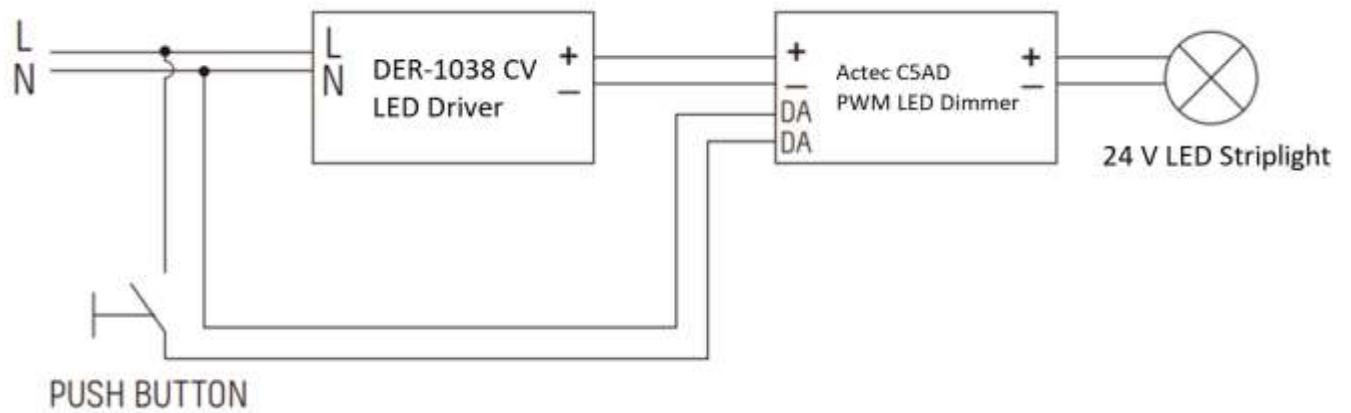 L
N
L
N
DER-1038 CV
LED Driver
+
−
+
−
DA
DA
Actec C5AD
PWM LED Dimmer
+
−
24 V LED Striplight
PUSH BUTTON